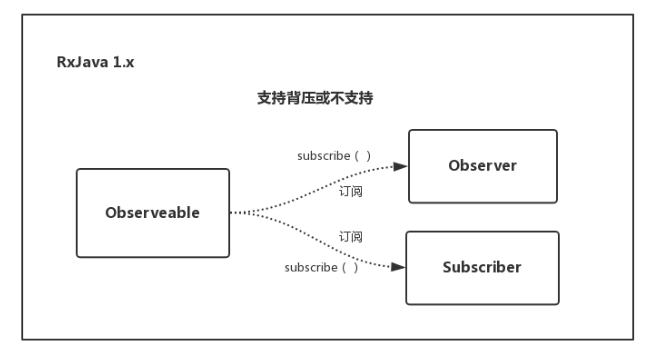 RxJava 1.x
支持背压或不支持
subscribe ( )
Observer
订阅
Observeable
订阅
subscribe ( )
Subscriber